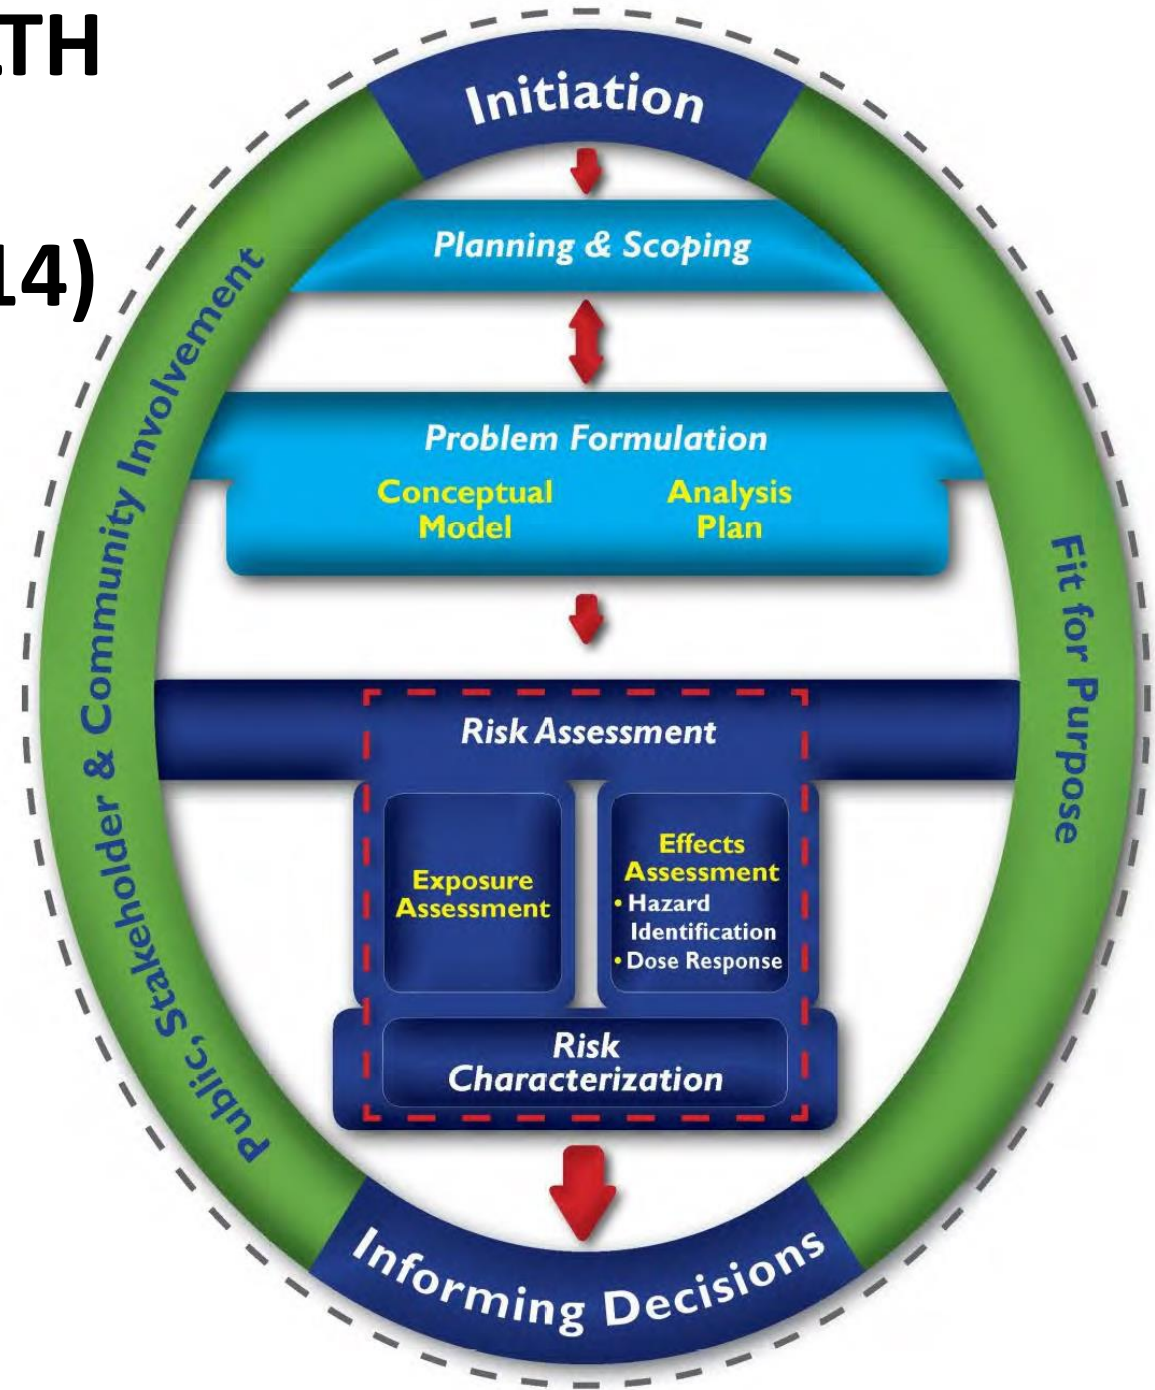 14)
Initiation
Planning & Scoping
Problem Formulation
Conceptual
Model
Analysis
Plan
Public, Stakeholder & Community Involvement
Fit for Purpose
Risk Assessment
Exposure
Assessment
Effects
Assessment
• Hazard
Identification
• Dose Response
Risk
Characterization
Informing Decisions